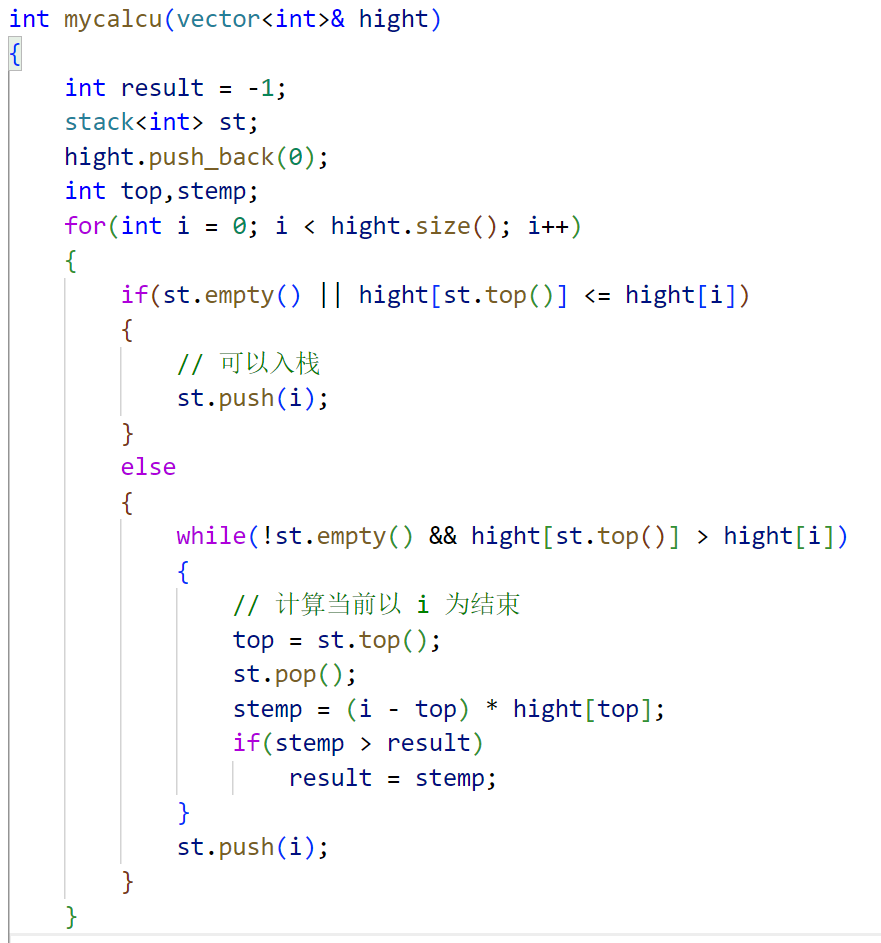 int mycalcu(vector<int>& hight)
{
    int result = -1;
    stack<int> st;
    hight.push_back(0);
    int top,stemp;
    for(int i = 0; i < hight.size(); i++)
    {
        if(st.empty() || hight[st.top()] <= hight[i])
        {
            // 可以入栈
            st.push(i);
        }
        else
        {
            while(!st.empty() && hight[st.top()] > hight[i])
            {
                // 计算当前以 i 为结束
                top = st.top();
                st.pop();
                stemp = (i - top) * hight[top];
                if(stemp > result)
                    result = stemp;
            }
            st.push(i);
        }
    }